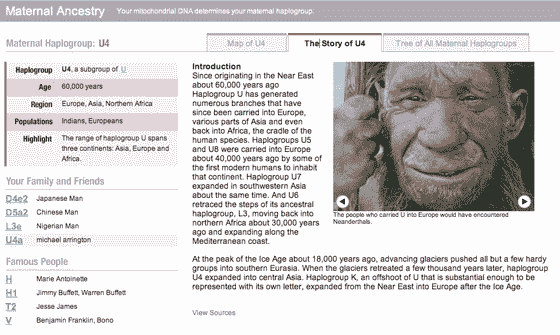 Maternal Ancestry Your mitochondrial DNA determines your maternal haplogroup.
Maternal Haplogroup: U4
Map of U4
The Story of U4
Tree of All Maternal Haplogroups
Haplogroup U4, a subgroup of U
Age 60,000 years
Region Europe, Asia, Northern Africa
Populations Indians, Europeans
Highlight The range of haplogroup U spans
three continents: Asia, Europe and
Africa.
Your Family and Friends
D4e2 Japanese Man
D5a2 Chinese Man
L3e Nigerian Man
U4a michael arrington
Famous People
H Marie Antoinette
H1 Jimmy Buffett, Warren Buffett
T2 Jesse James
V Benjamin Franklin, Bono
Introduction
Since originating in the Near East
about 60,000 years ago
Haplogroup U has generated
numerous branches that have
since been carried into Europe,
various parts of Asia and even
back into Africa, the cradle of the
human species. Haplogroups U5
and U8 were carried into Europe
about 40,000 years ago by some of
the first modern humans to inhabit
that continent. Haplogroup U7
expanded in southwestern Asia
about the same time. And U6
retraced the steps of its ancestral
haplogroup, L3, moving back into
northern Africa about 30,000 years
ago and expanding along the
Mediterranean coast.
The people who carried U into Europe would have encountered
Neanderthals.
At the peak of the Ice Age about 18,000 years ago, advancing glaciers pushed all but a few hardy
groups into southern Eurasia. When the glaciers retreated a few thousand years later, haplogroup
U4 expanded into central Asia. Haplogroup K, an offshoot of U that is substantial enough to be
represented with its own letter, expanded from the Near East into Europe after the Ice Age.
View Sources